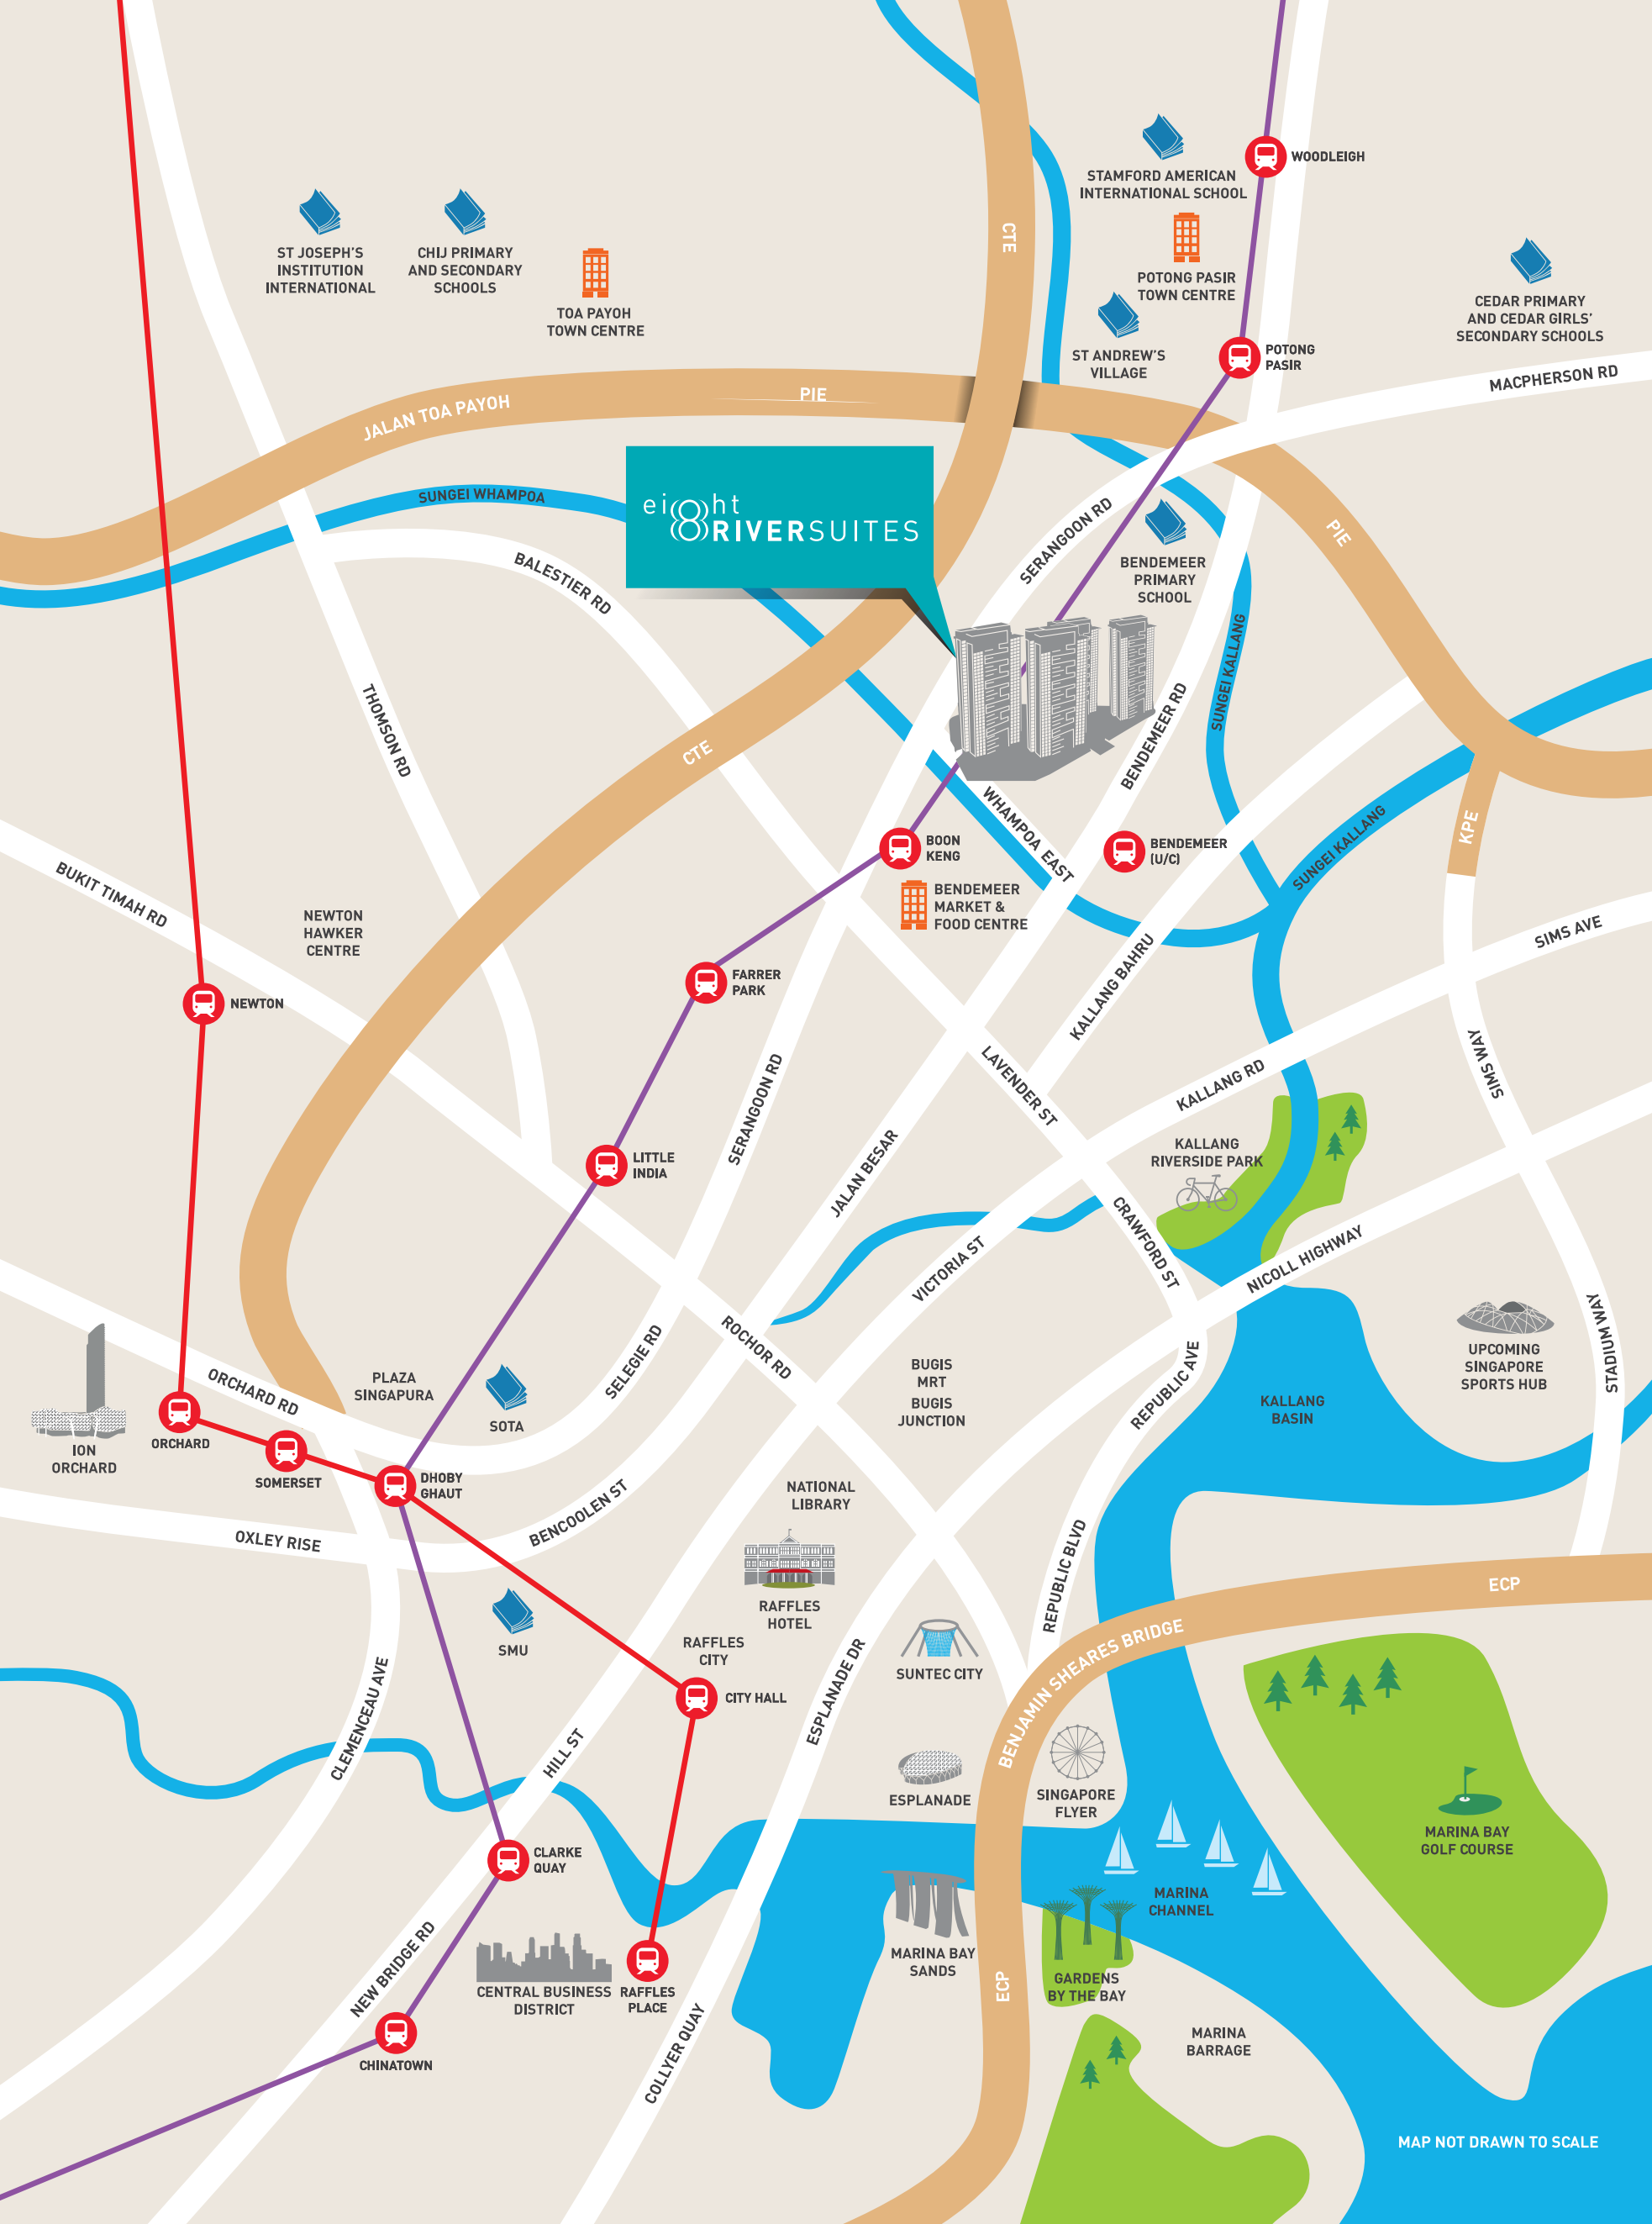 WOODLEIGH
STAMFORD AMERICAN
INTERNATIONAL SCHOOL
CTE
ST JOSEPH'S
INSTITUTION
INTERNATIONAL
CHIJ PRIMARY
AND SECONDARY
SCHOOLS
TOA PAYOH
TOWN CENTRE
POTONG PASIR
TOWN CENTRE
CEDAR PRIMARY
AND CEDAR GIRLS'
SECONDARY SCHOOLS
ST ANDREW'S
VILLAGE
POTONG
PASIR
MACPHERSON RD
JALAN TOA PAYOH
PIE
SUNGEI WHAMPOA
ei8ht
RIVERSUITES
SERANGOON RD
PIE
BALESTIER RD
BENDEMEER
PRIMARY
SCHOOL
SUNGEI KALLANG
THOMSON RD
CTE
BENDEMEER RD
WHAMPOA EAST
BOON
KENG
BENDEMEER
(U/C)
KPE
SUNGEI KALLANG
BUKIT TIMAH RD
NEWTON
HAWKER
CENTRE
BENDEMEER
MARKET &
FOOD CENTRE
SIMS AVE
KALLANG BAHRU
FARRER
PARK
NEWTON
SERANGOON RD
LAVENDER ST
KALLANG RD
SIMS WAY
LITTLE
INDIA
JALAN BESAR
KALLANG
RIVERSIDE PARK
CRAWFORD ST
VICTORIA ST
NICOLL HIGHWAY
ROCHOR RD
STADIUM WAY
UPCOMING
SINGAPORE
SPORTS HUB
SELEGIE RD
BUGIS
MRT
BUGIS
JUNCTION
REPUBLIC AVE
KALLANG
BASIN
PLAZA
SINGAPURA
ORCHARD RD
SOTA
ION
ORCHARD
ORCHARD
SOMERSET
DHOBY
GHAUT
NATIONAL
LIBRARY
BENCOOLEN ST
OXLEY RISE
RAFFLES
HOTEL
REPUBLIC BLVD
ECP
SMU
RAFFLES
CITY
SUNTEC CITY
BENJAMIN SHEARES BRIDGE
CITY HALL
CLEMENCEAU AVE
ESPLANADE DR
HILL ST
ESPLANADE
SINGAPORE
FLYER
MARINA BAY
GOLF COURSE
CLARKE
QUAY
MARINA
CHANNEL
NEW BRIDGE RD
MARINA BAY
SANDS
ECP
GARDENS
BY THE BAY
CENTRAL BUSINESS
DISTRICT
RAFFLES
PLACE
CHINATOWN
COLLYER QUAY
MARINA
BARRAGE
MAP NOT DRAWN TO SCALE